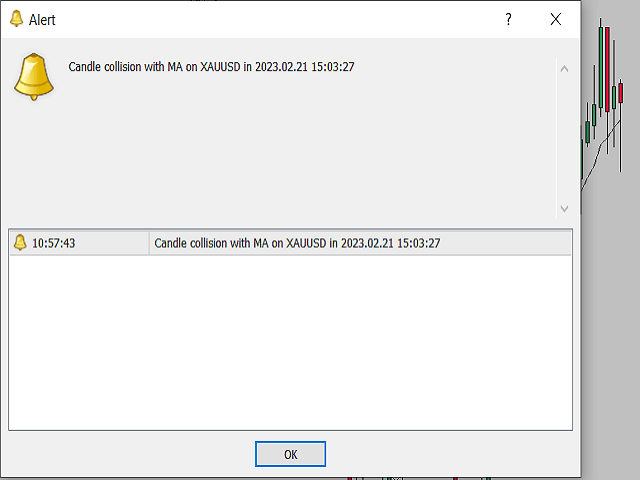 Alert
?
Candle collision with MA on XAUUSD in 2023.02.21 15:03:27
10:57:43 Candle collision with MA on XAUUSD in 2023.02.21 15:03:27
OK